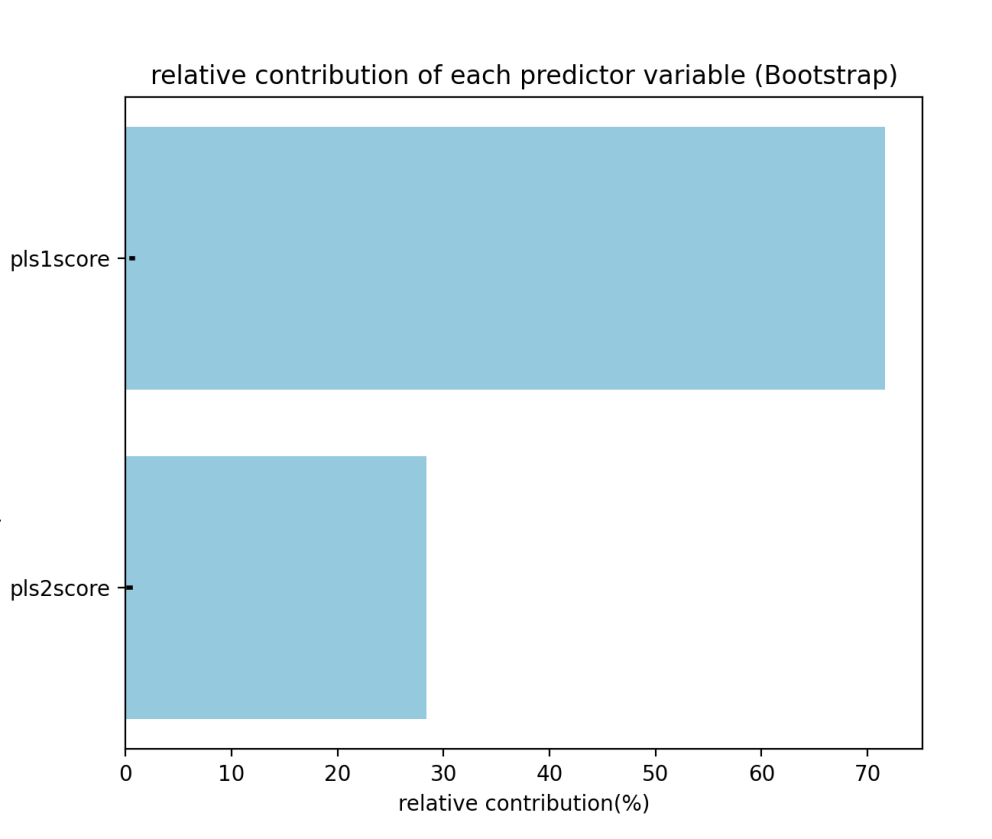 relative contribution of each predictor variable (Bootstrap)
pls1score
pls2score
0 10 20 30 40 50 60 70
relative contribution(%)